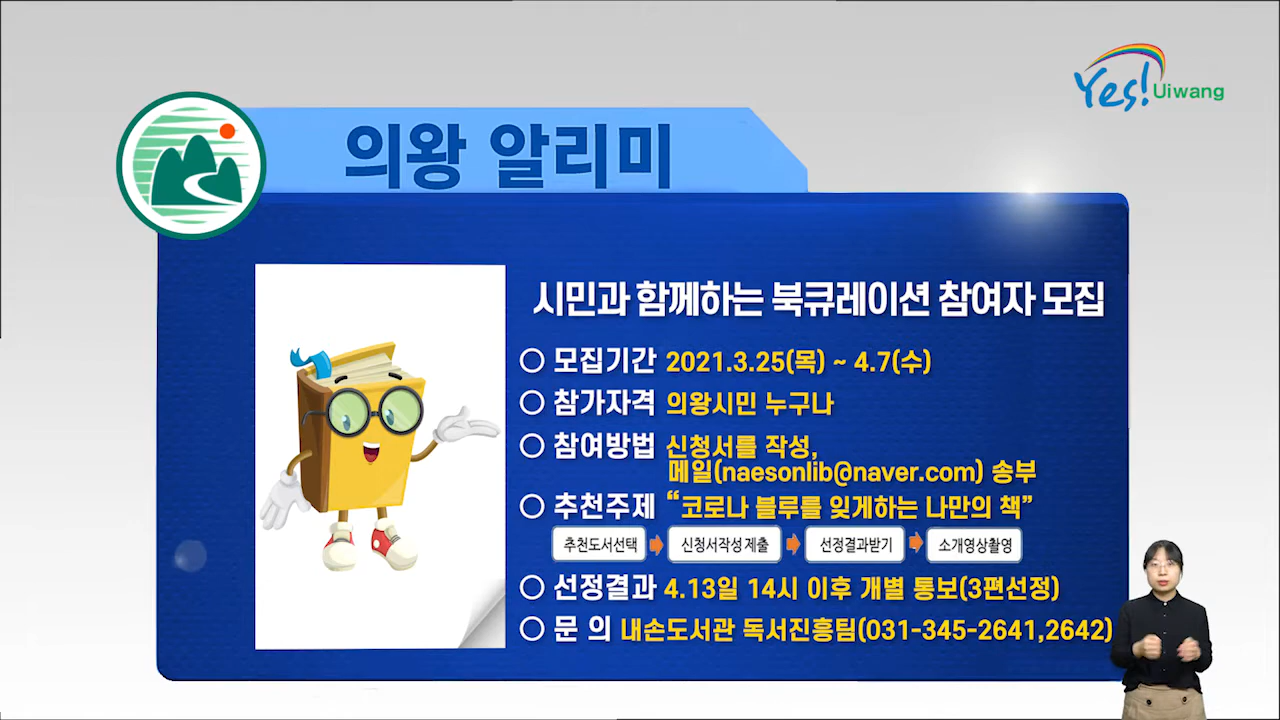 Yes! Uiwang
의왕 알리미
시민과 함께하는 북큐레이션 참여자 모집
○ 모집기간 2021.3.25(목) ~ 4.7(수)
○ 참가자격 의왕시민 누구나
○ 참여방법 신청서를 작성,
메일(naesonlib@naver.com) 송부
○ 추천주제 “코로나 블루를 잊게하는 나만의 책”
추천도서선택 신청서작성제출 선정결과받기 소개영상촬영
○ 선정결과 4.13일 14시 이후 개별 통보(3편선정)
○ 문 의 내손도서관 독서진흥팀(031-345-2641,2642)